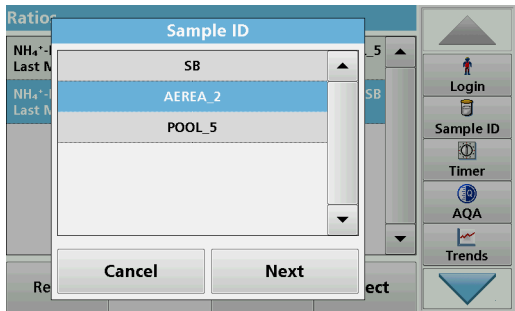 Ratios
Sample ID
NH₄⁺-
Last
_5
SB
AEREA_2
POOL_5
NH₄⁺-
Last
SB
Cancel
Next
Re
ect
Login
Sample ID
Timer
AQA
Trends